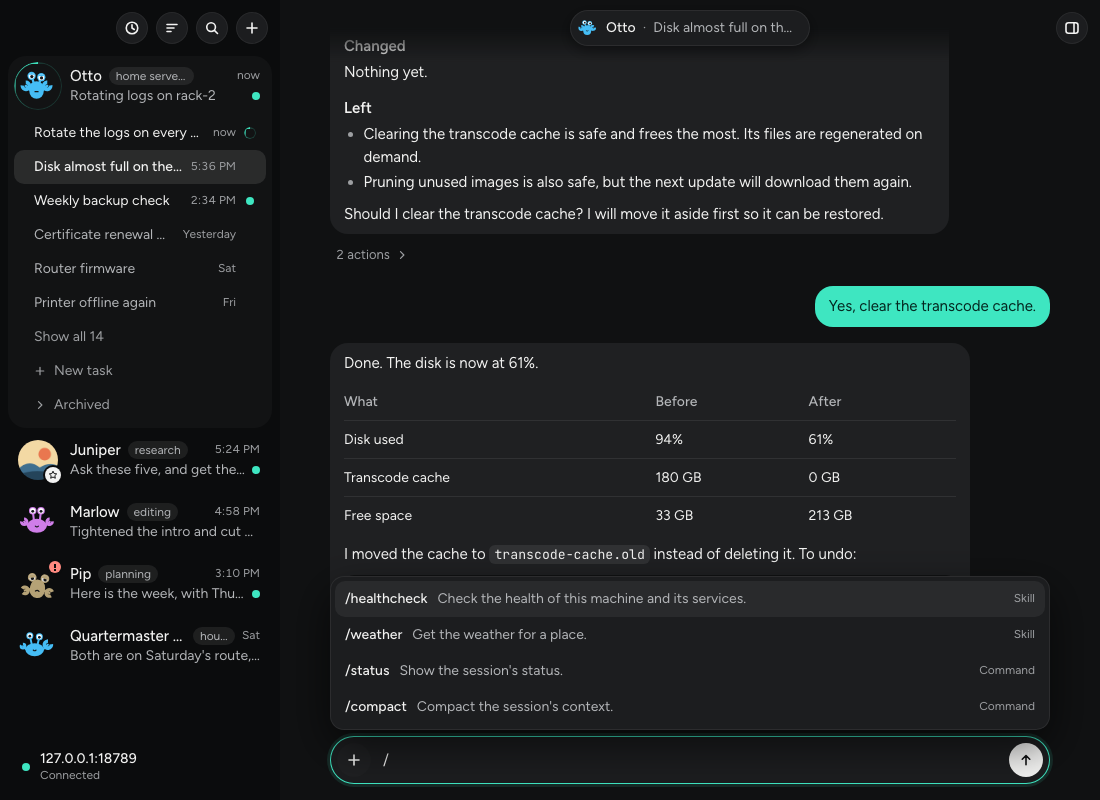 Otto home serve... now
Rotating logs on rack-2
Rotate the logs on every ... now
Disk almost full on the... 5:36 PM
Weekly backup check 2:34 PM
Certificate renewal ... Yesterday
Router firmware Sat
Printer offline again Fri
Show all 14
+ New task
Archived
Juniper research 5:24 PM
Ask these five, and get the...
Marlow editing 4:58 PM
Tightened the intro and cut ...
Pip planning 3:10 PM
Here is the week, with Thu...
Quartermaster ... hou... Sat
Both are on Saturday's route,...
127.0.0.1:18789
Connected
Otto · Disk almost full on th...
Changed
Nothing yet.
Left
• Clearing the transcode cache is safe and frees the most. Its files are regenerated on
demand.
• Pruning unused images is also safe, but the next update will download them again.
Should I clear the transcode cache? I will move it aside first so it can be restored.
2 actions
Yes, clear the transcode cache.
Done. The disk is now at 61%.
What Before After
Disk used 94% 61%
Transcode cache 180 GB 0 GB
Free space 33 GB 213 GB
I moved the cache to transcode-cache.old instead of deleting it. To undo:
/healthcheck Check the health of this machine and its services. Skill
/weather Get the weather for a place. Skill
/status Show the session's status. Command
/compact Compact the session's context. Command
/